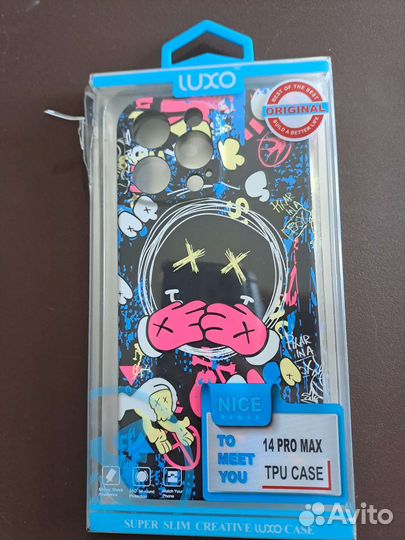 LUXO
BEST OF THE BEST
ORIGINAL
BUILD A BETTER LIFE
NICE
TO
MEET
YOU
14 PRO MAX
TPU CASE
SUPER SLIM CREATIVE LUXO CASE
Avito